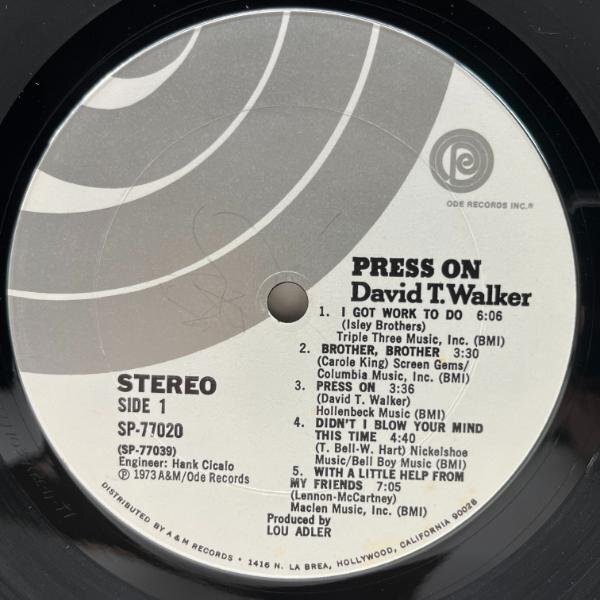 ODE RECORDS INC.®
PRESS ON
David T. Walker
1. I GOT WORK TO DO 6:06
(Isley Brothers)
Triple Three Music, Inc. (BMI)
2. BROTHER, BROTHER 3:30
(Carole King) Screen Gems/
Columbia Music, Inc. (BMI)
3. PRESS ON 3:36
(David T. Walker)
Hollenbeck Music (BMI)
4. DIDN'T I BLOW YOUR MIND
THIS TIME 4:40
(T. Bell-W. Hart) Nickelshoe
Music/Bell Boy Music (BMI)
5. WITH A LITTLE HELP FROM
MY FRIENDS 7:05
(Lennon-McCartney)
Maclen Music, Inc. (BMI)
Produced by
LOU ADLER
STEREO
SIDE 1
SP-77020
(SP-77039)
Engineer: Hank Cicalo
℗ 1973 A&M/Ode Records
DISTRIBUTED BY A & M RECORDS • 1416 N. LA BREA, HOLLYWOOD, CALIFORNIA 90028